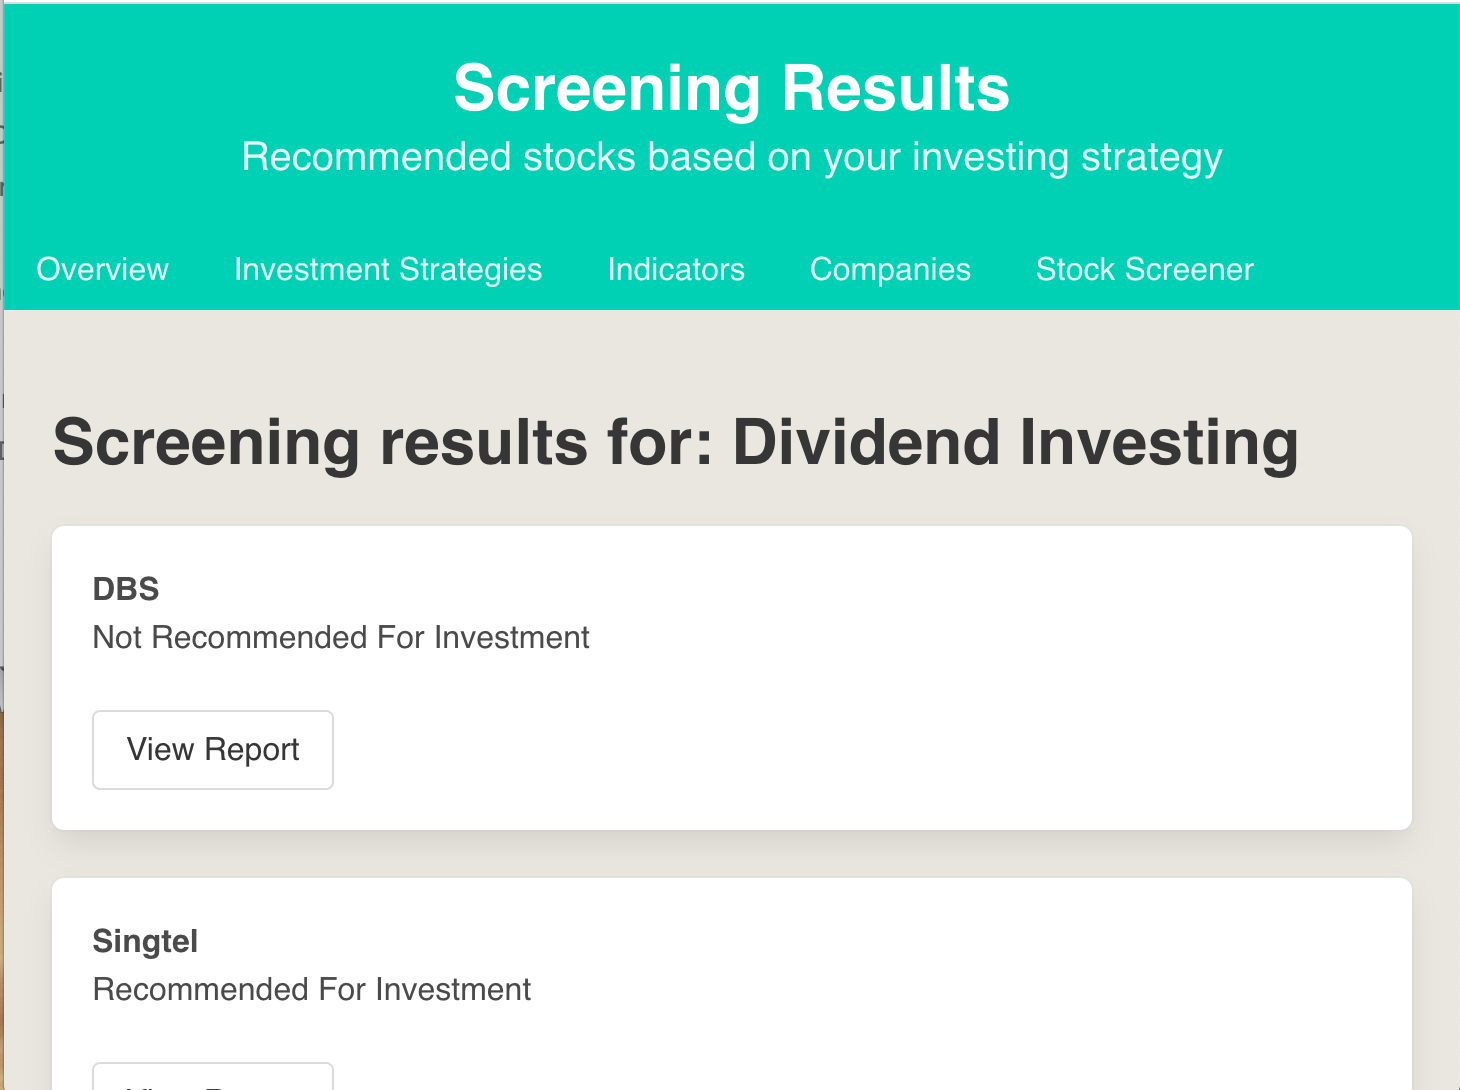 Screening Results
Recommended stocks based on your investing strategy
Overview Investment Strategies Indicators Companies Stock Screener
Screening results for: Dividend Investing
DBS
Not Recommended For Investment
View Report
Singtel
Recommended For Investment